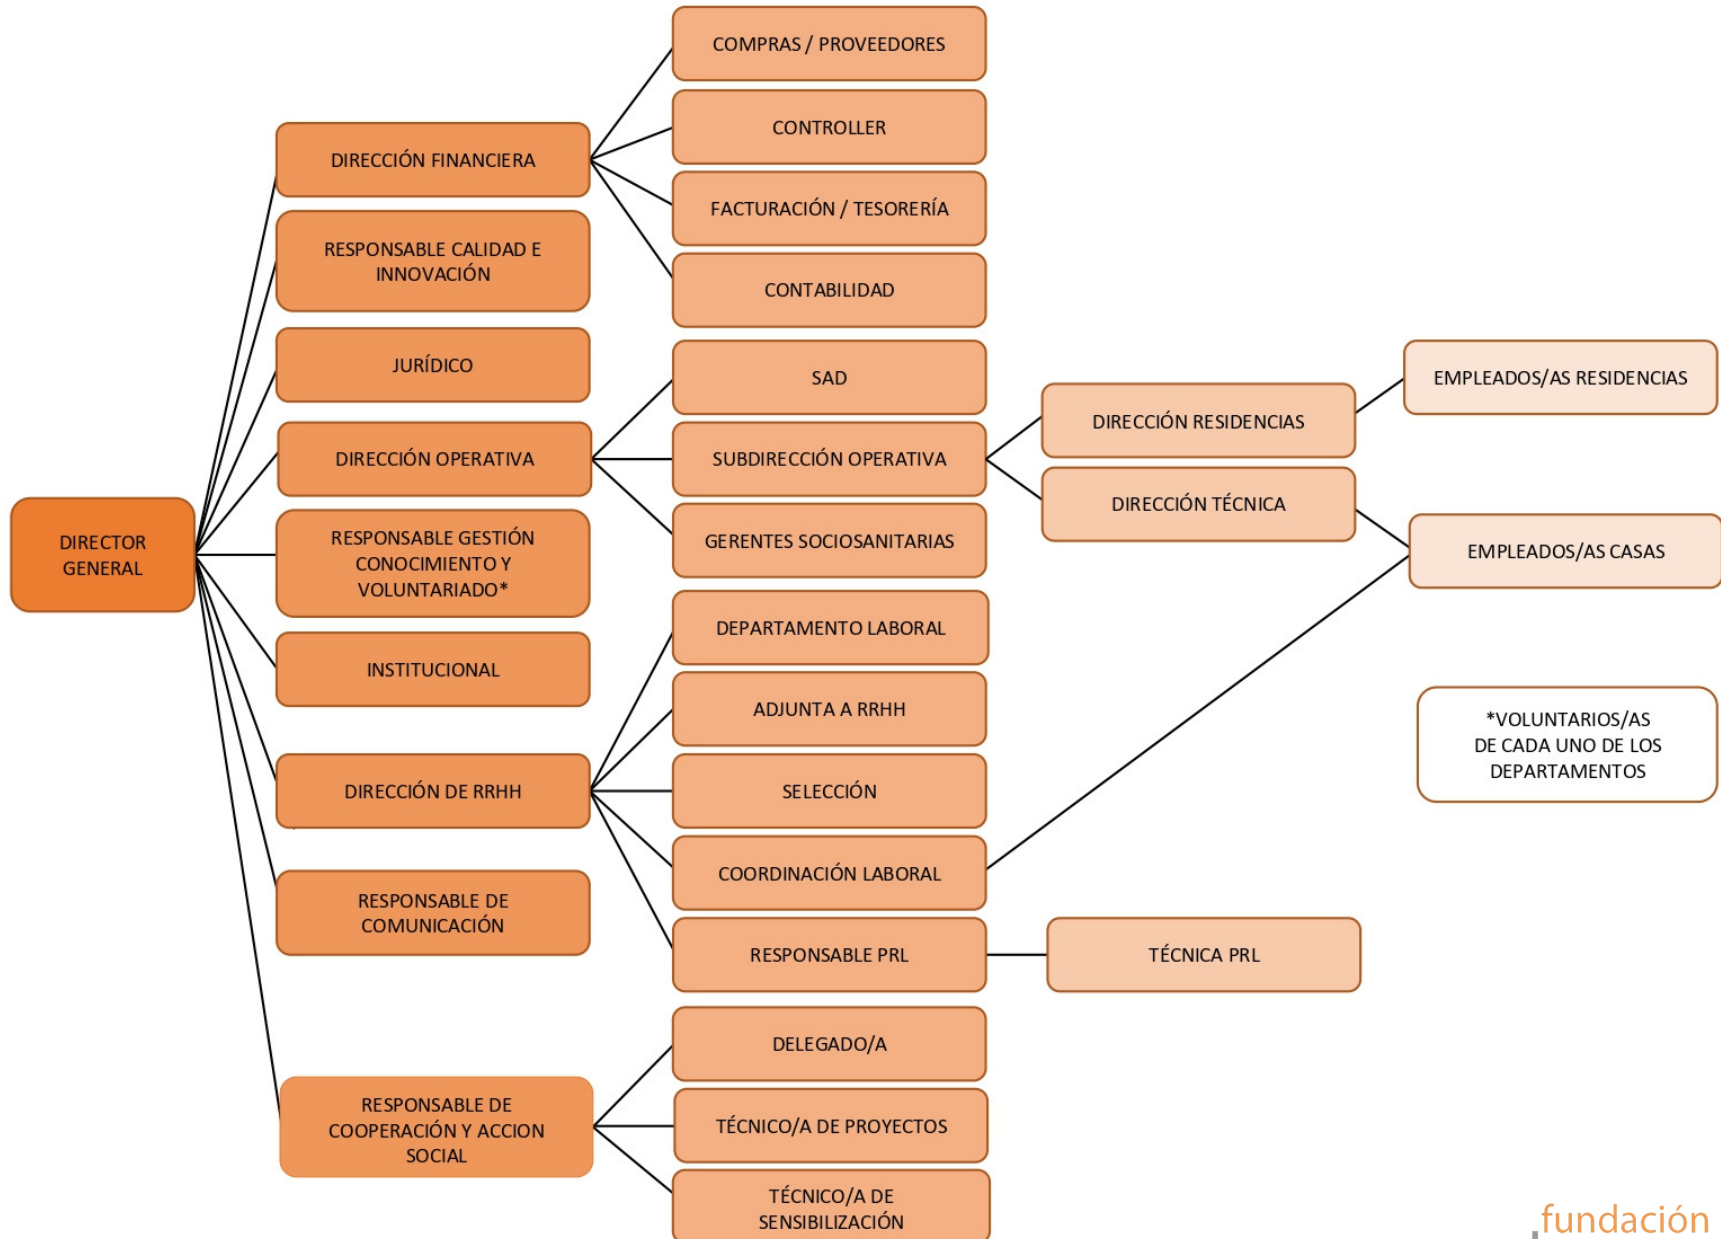 COMPRAS / PROVEEDORES
CONTROLLER
DIRECCIÓN FINANCIERA
FACTURACIÓN / TESORERÍA
RESPONSABLE CALIDAD E
INNOVACIÓN
CONTABILIDAD
JURÍDICO
SAD
EMPLEADOS/AS RESIDENCIAS
DIRECCIÓN RESIDENCIAS
DIRECCIÓN OPERATIVA
SUBDIRECCIÓN OPERATIVA
DIRECCIÓN TÉCNICA
DIRECTOR
GENERAL
RESPONSABLE GESTIÓN
CONOCIMIENTO Y
VOLUNTARIADO*
GERENTES SOCIOSANITARIAS
EMPLEADOS/AS CASAS
DEPARTAMENTO LABORAL
INSTITUCIONAL
ADJUNTA A RRHH
*VOLUNTARIOS/AS
DE CADA UNO DE LOS
DEPARTAMENTOS
DIRECCIÓN DE RRHH
SELECCIÓN
COORDINACIÓN LABORAL
RESPONSABLE DE
COMUNICACIÓN
RESPONSABLE PRL
TÉCNICA PRL
DELEGADO/A
RESPONSABLE DE
COOPERACIÓN Y ACCION
SOCIAL
TÉCNICO/A DE PROYECTOS
TÉCNICO/A DE
SENSIBILIZACIÓN
fundación